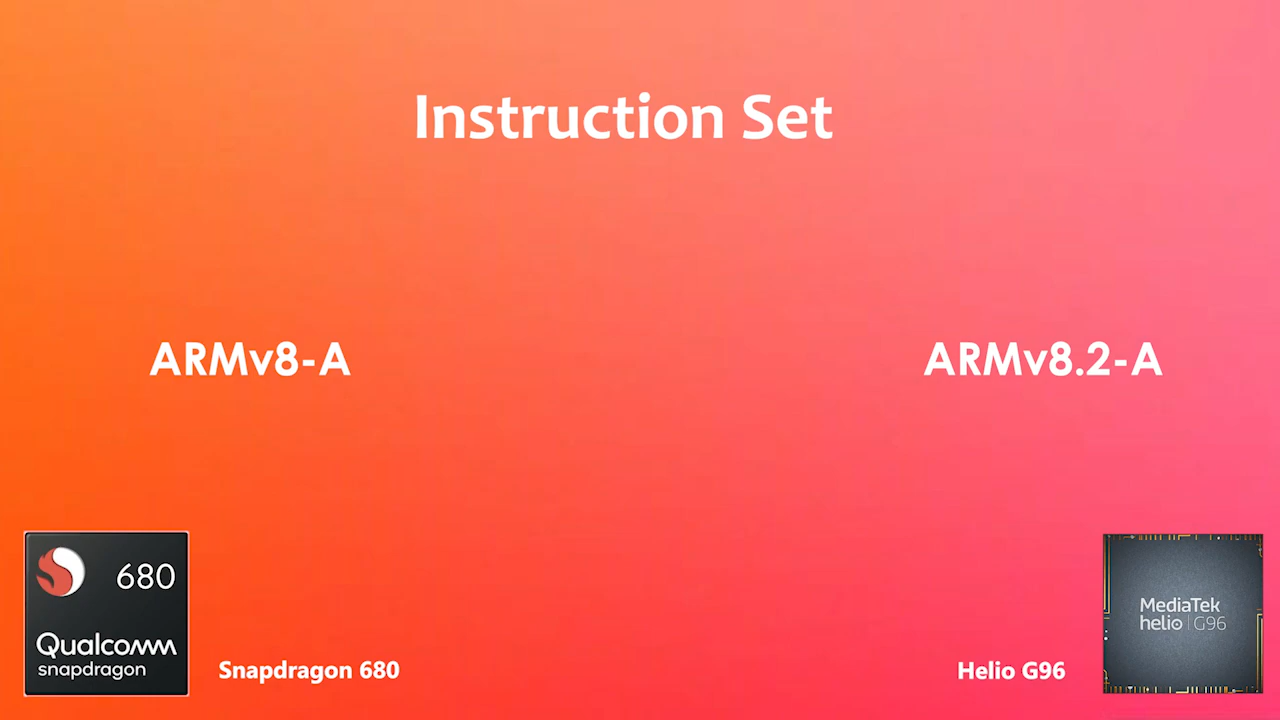 Instruction Set
ARMv8-A
ARMv8.2-A
680
Qualcomm
snapdragon
Snapdragon 680
Helio G96
MediaTek
helio | G96